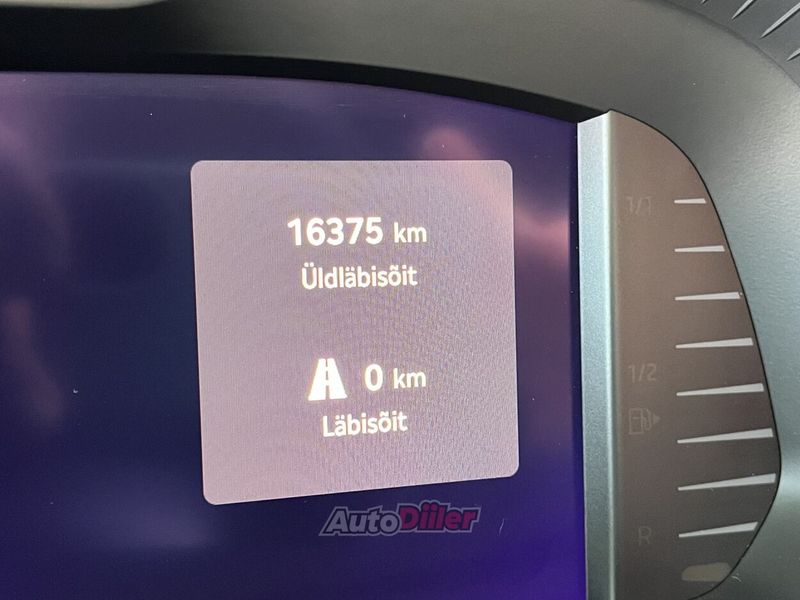 16375 km
Üldläbisõit
0 km
Läbisõit
1/1
1/2
R
AutoDiiler